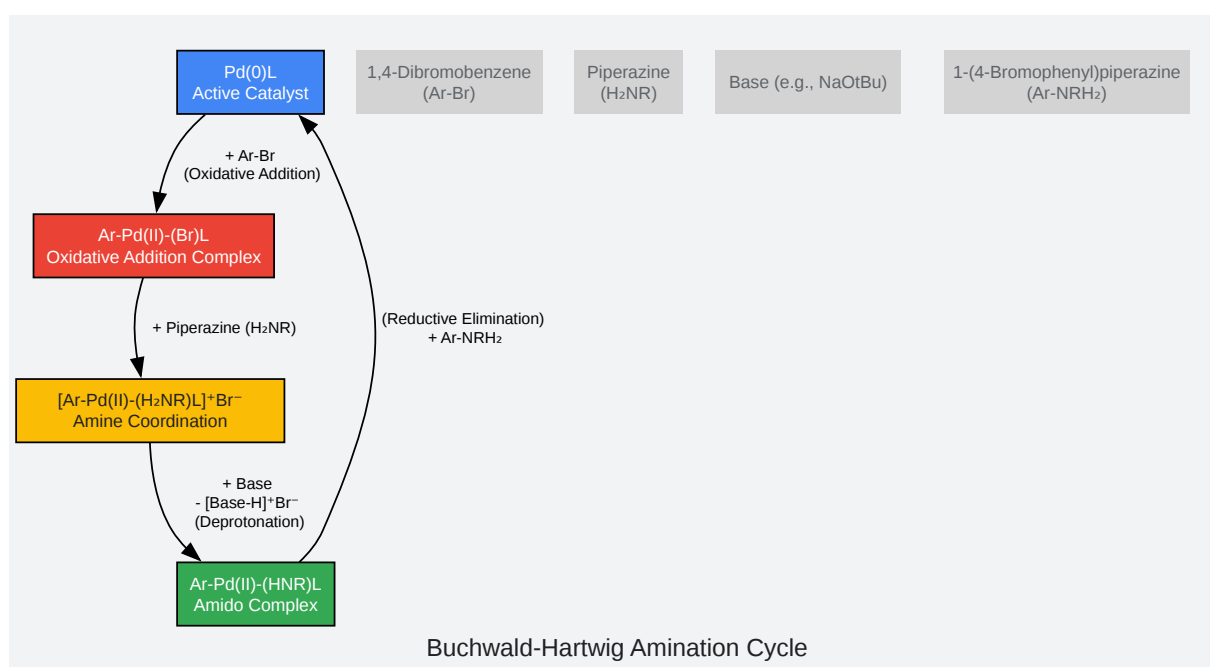 Pd(0)L
Active Catalyst
1,4-Dibromobenzene
(Ar-Br)
Piperazine
(H₂NR)
Base (e.g., NaOtBu)
1-(4-Bromophenyl)piperazine
(Ar-NRH₂)
+ Ar-Br
(Oxidative Addition)
Ar-Pd(II)-(Br)L
Oxidative Addition Complex
+ Piperazine (H₂NR)
(Reductive Elimination)
+ Ar-NRH₂
[Ar-Pd(II)-(H₂NR)L]⁺Br⁻
Amine Coordination
+ Base
- [Base-H]⁺Br⁻
(Deprotonation)
Ar-Pd(II)-(HNR)L
Amido Complex
Buchwald-Hartwig Amination Cycle